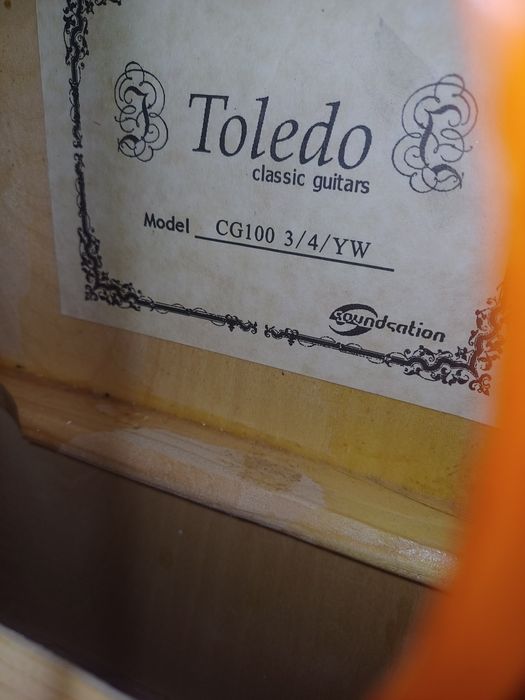 Toledo
classic guitars
Model CG100 3/4/YW
soundsation